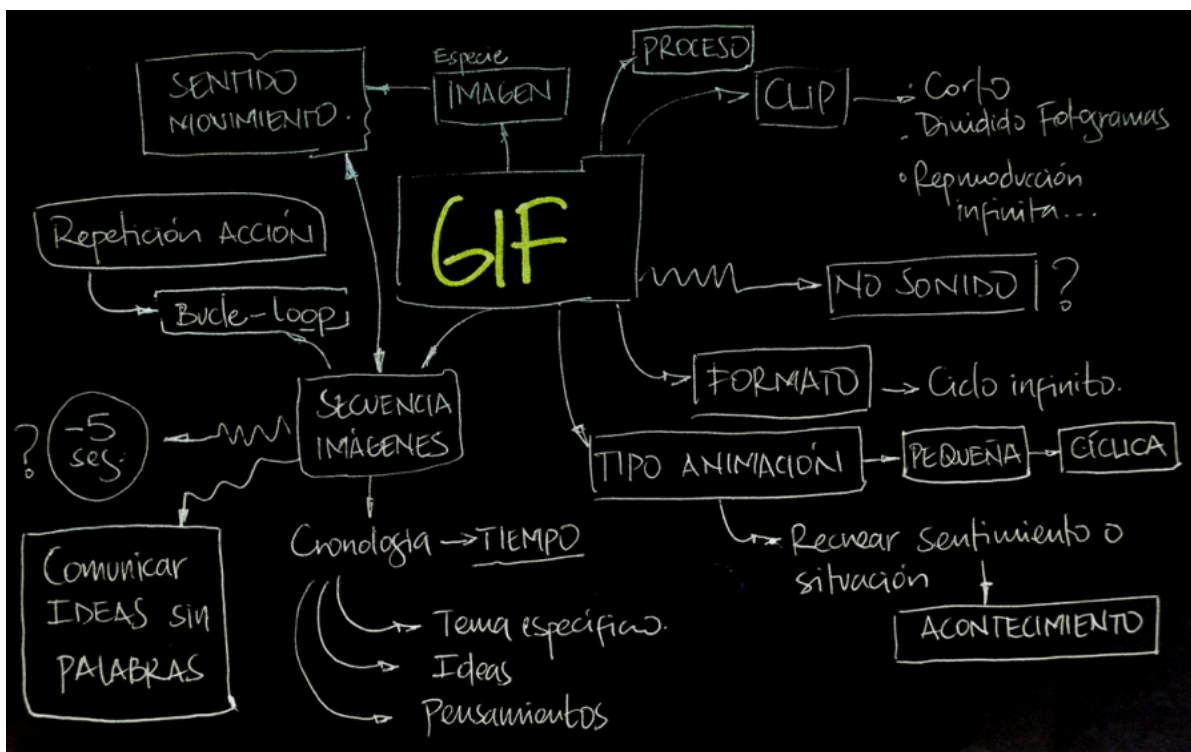 PROCESO
Especie
IMAGEN
SENTIDO
MOVIMIENTO.
CLIP
. Corto
. Dividido Fotogramas
• Reproducción
infinita...
GIF
Repetición ACCIÓN
Bucle-loop
NO SONIDO ?
SECUENCIA
IMÁGENES
FORMATO
Ciclo infinito.
? -5
seg.
TIPO ANIMACIÓN
PEQUEÑA
CÍCLICA
Comunicar
IDEAS sin
PALABRAS
Cronología
TIEMPO
Recrear sentimiento o
situación
ACONTECIMIENTO
Tema específico.
Ideas
Pensamientos